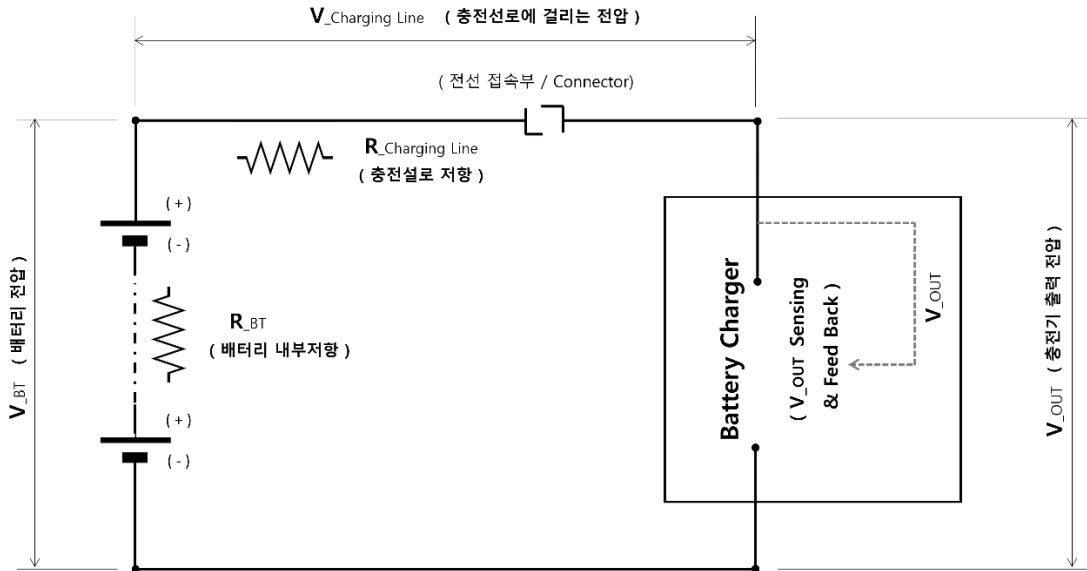 V_Charging Line ( 충전선로에 걸리는 전압 )
( 전선 접속부 / Connector)
R_Charging Line
( 충전설로 저항 )
( + )
( - )
R_BT
( 배터리 내부저항 )
( + )
( - )
V_BT ( 배터리 전압 )
Battery Charger
( V_OUT Sensing
& Feed Back )
V_OUT
V_OUT ( 충전기 출력 전압 )